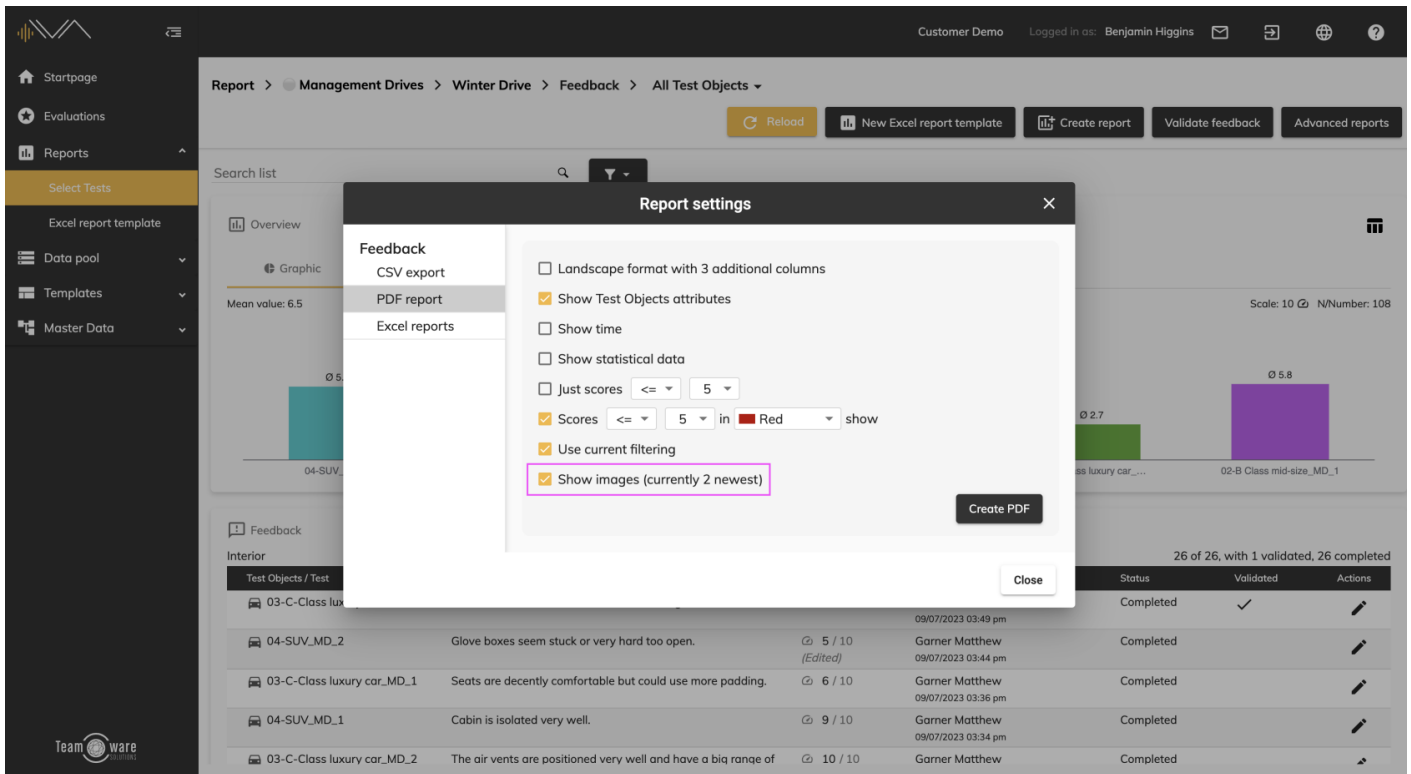 Customer Demo Logged in as: Benjamin Higgins
Startpage
Evaluations
Reports
Select Tests
Excel report template
Data pool
Templates
Master Data
Team ware
SOLUTIONS
Report > Management Drives > Winter Drive > Feedback > All Test Objects
Reload New Excel report template Create report Validate feedback Advanced reports
Search list
Overview
Graphic
Mean value: 6.5
Scale: 10 N/Number: 108
Ø 5.
Ø 2.7
Ø 5.8
04-SUV_
ss luxury car_...
02-B Class mid-size_MD_1
Report settings
Feedback
CSV export
PDF report
Excel reports
Landscape format with 3 additional columns
Show Test Objects attributes
Show time
Show statistical data
Just scores <= 5
Scores <= 5 in Red show
Use current filtering
Show images (currently 2 newest)
Create PDF
Close
Feedback
Interior
26 of 26, with 1 validated, 26 completed
Test Objects / Test Status Validated Actions
03-C-Class lux
09/07/2023 03:49 pm
Completed
04-SUV_MD_2 Glove boxes seem stuck or very hard too open. 5 / 10 Garner Matthew Completed
(Edited) 09/07/2023 03:44 pm
03-C-Class luxury car_MD_1 Seats are decently comfortable but could use more padding. 6 / 10 Garner Matthew Completed
09/07/2023 03:36 pm
04-SUV_MD_1 Cabin is isolated very well. 9 / 10 Garner Matthew Completed
09/07/2023 03:34 pm
03-C-Class luxury car_MD_2 The air vents are positioned very well and have a big range of 10 / 10 Garner Matthew Completed